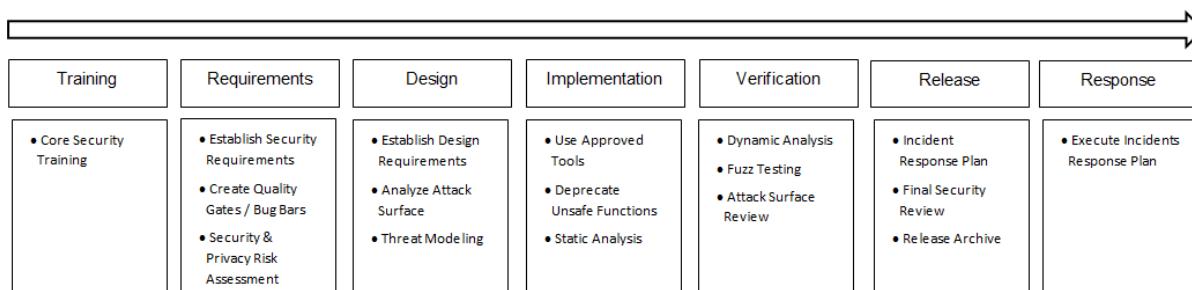 Training
Requirements
Design
Implementation
Verification
Release
Response
• Core Security
Training
• Establish Security
Requirements
• Create Quality
Gates / Bug Bars
• Security &
Privacy Risk
Assessment
• Establish Design
Requirements
• Analyze Attack
Surface
• Threat Modeling
• Use Approved
Tools
• Deprecate
Unsafe Functions
• Static Analysis
• Dynamic Analysis
• Fuzz Testing
• Attack Surface
Review
• Incident
Response Plan
• Final Security
Review
• Release Archive
• Execute Incidents
Response Plan